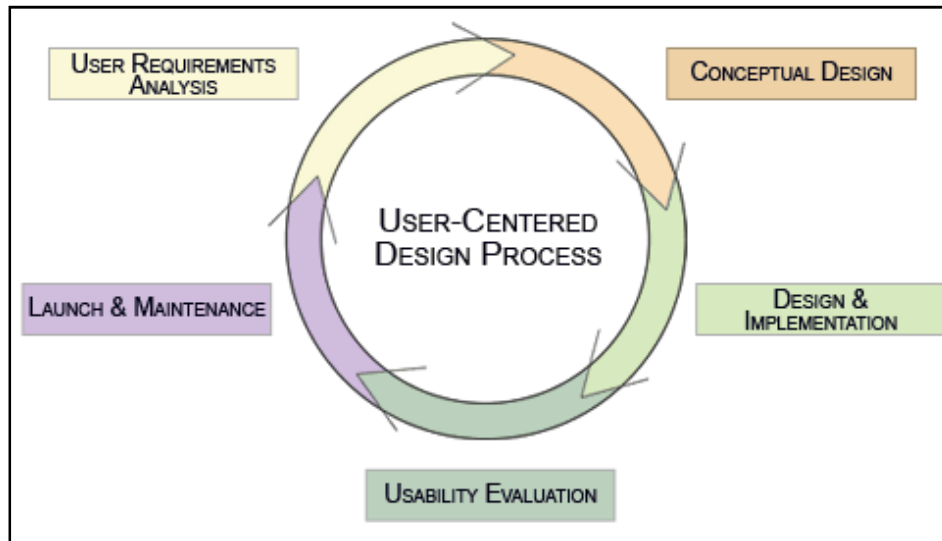 USER REQUIREMENTS
ANALYSIS
CONCEPTUAL DESIGN
USER-CENTERED
DESIGN PROCESS
LAUNCH & MAINTENANCE
DESIGN &
IMPLEMENTATION
USABILITY EVALUATION